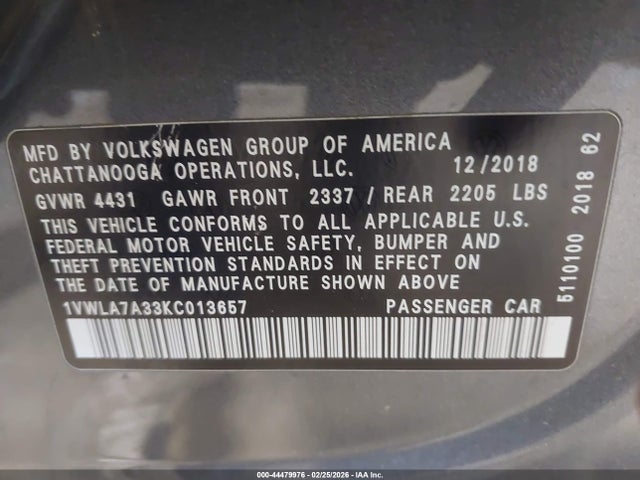 MFD BY VOLKSWAGEN GROUP OF AMERICA
CHATTANOOGA OPERATIONS, LLC. 12/2018
GVWR 4431 GAWR FRONT 2337 / REAR 2205 LBS
THIS VEHICLE CONFORMS TO ALL APPLICABLE U.S.
FEDERAL MOTOR VEHICLE SAFETY, BUMPER AND
THEFT PREVENTION STANDARDS IN EFFECT ON
THE DATE OF MANUFACTURE SHOWN ABOVE
1VWLA7A33KC013657 PASSENGER CAR
5110100 2018 62
000-44479976 - 02/25/2026 - IAA Inc.